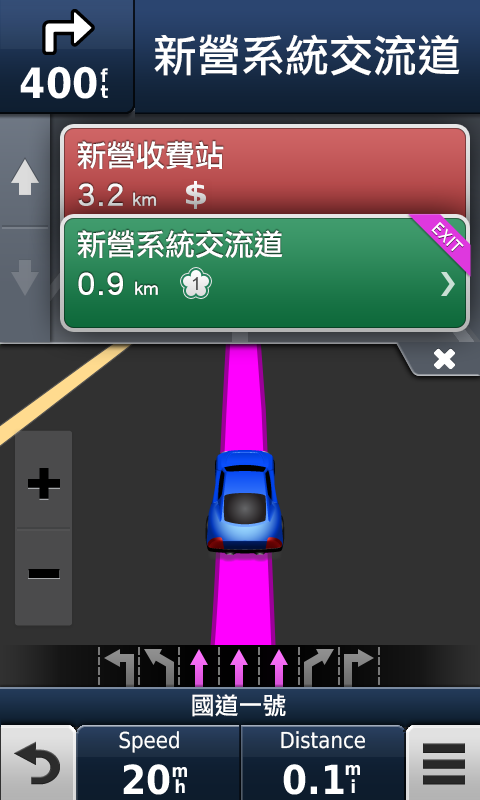 400 ft
新營系統交流道
新營收費站
3.2 km $
新營系統交流道
EXIT
0.9 km 1
國道一號
Speed
20 mh
Distance
0.1 mi